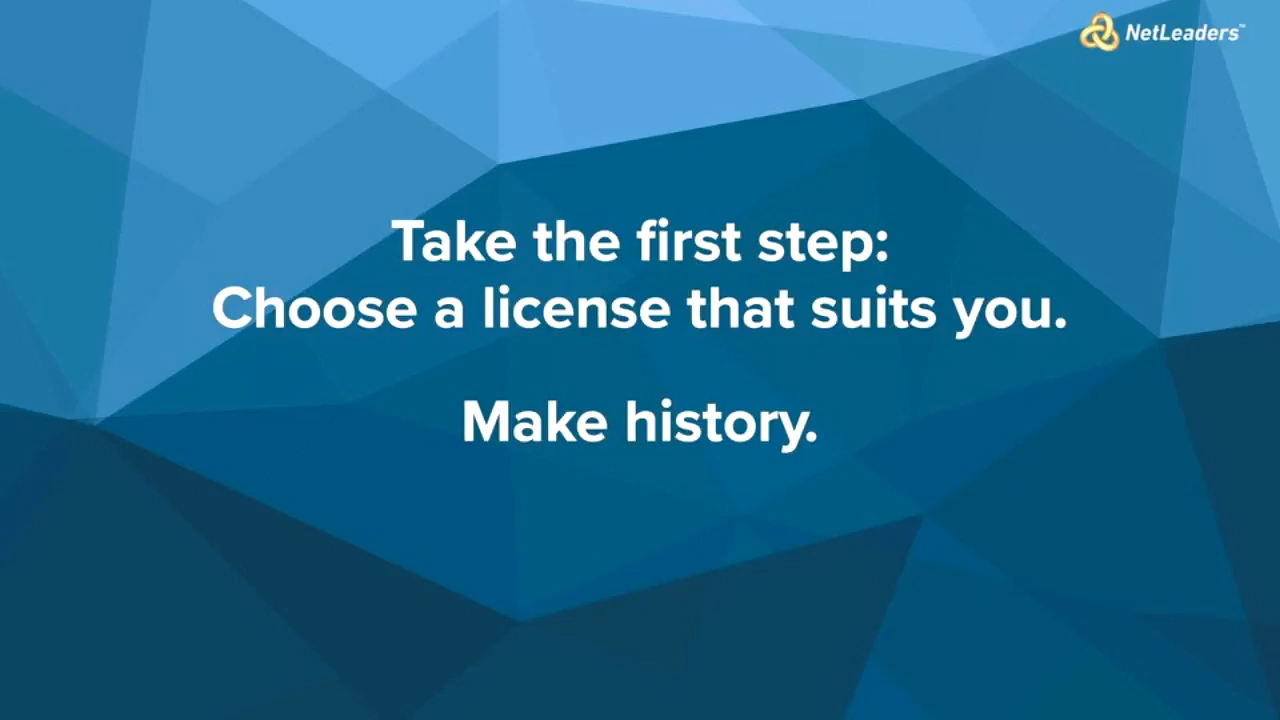 NetLeaders™
Take the first step:
Choose a license that suits you.
Make history.